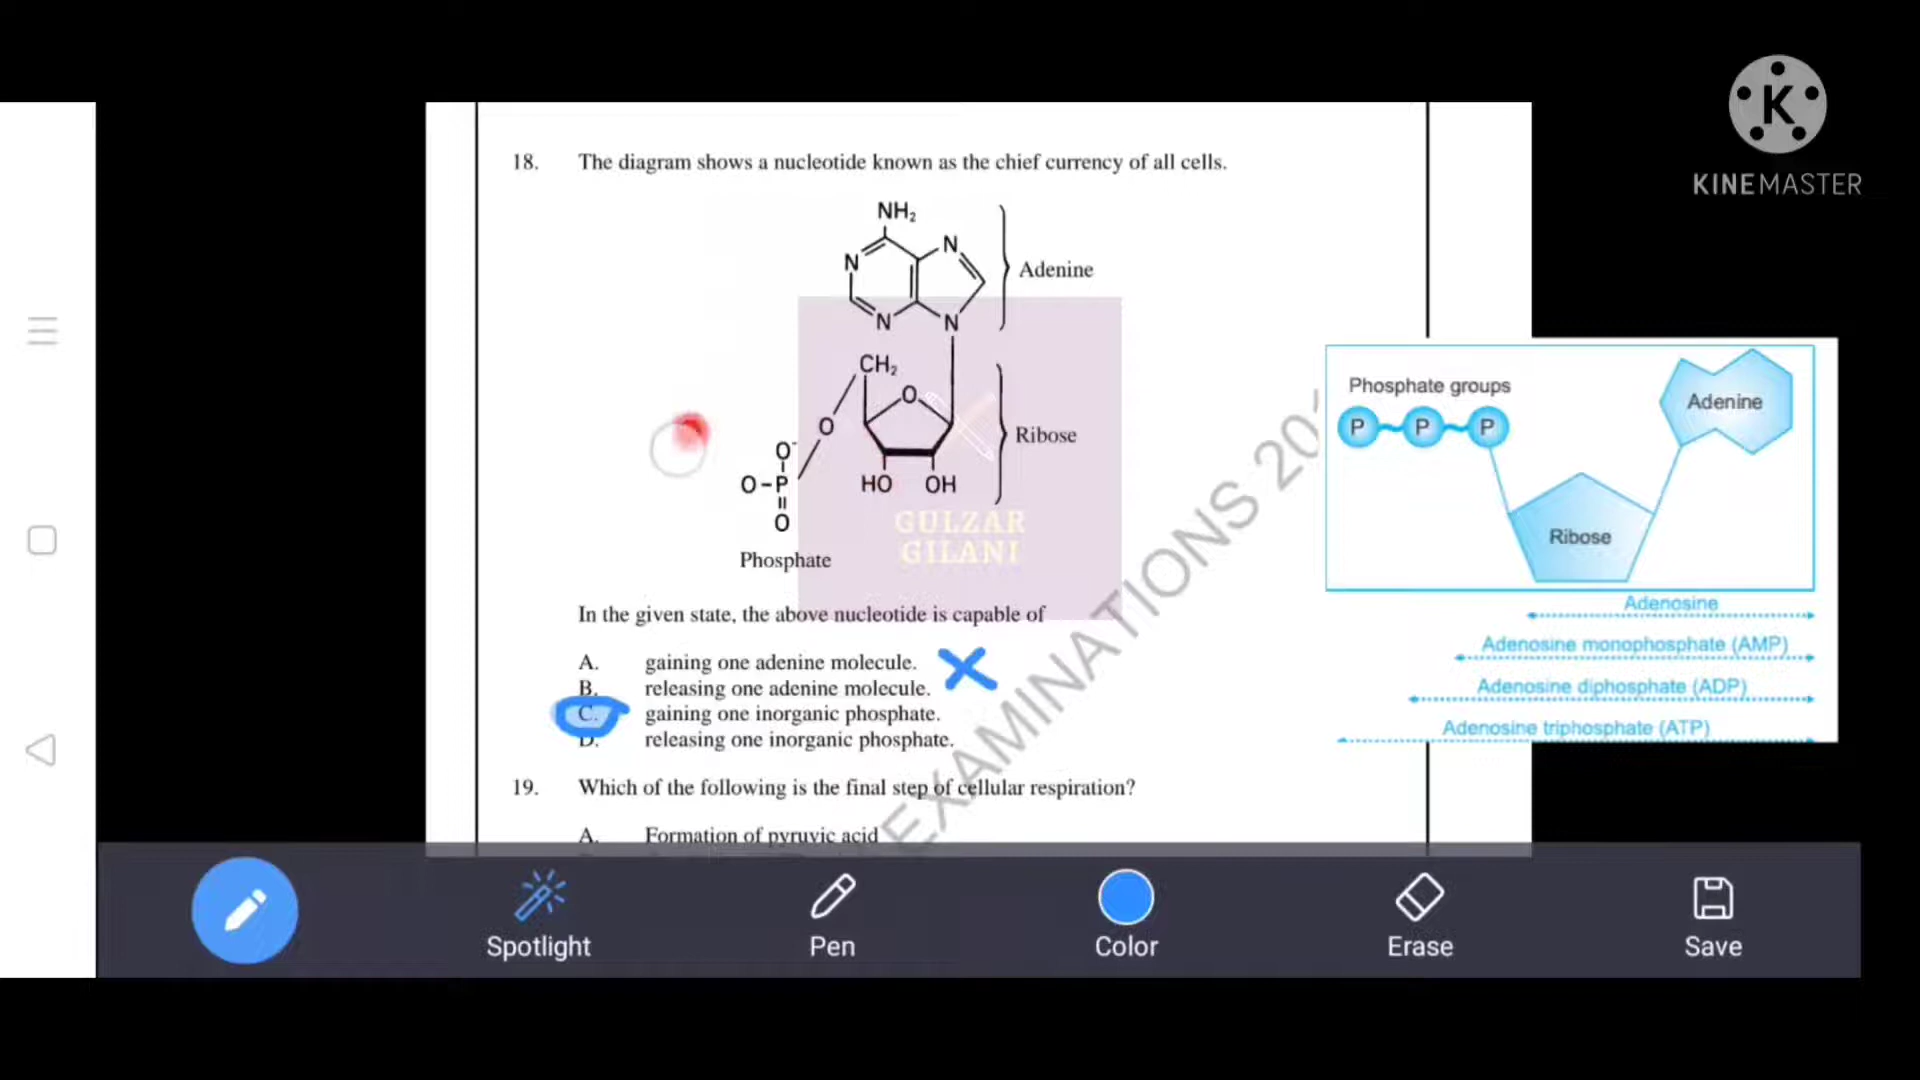 K
KINEMASTER
18. The diagram shows a nucleotide known as the chief currency of all cells.
NH₂
N
N
N
N
Adenine
CH₂
O
O
Ribose
O⁻
O-P
O
HO OH
Phosphate
GULZAR
GILANI
EXAMINATIONS 20
Phosphate groups
P P P
Adenine
Ribose
Adenosine
Adenosine monophosphate (AMP)
Adenosine diphosphate (ADP)
Adenosine triphosphate (ATP)
In the given state, the above nucleotide is capable of
A. gaining one adenine molecule.
B. releasing one adenine molecule.
C. gaining one inorganic phosphate.
D. releasing one inorganic phosphate.
19. Which of the following is the final step of cellular respiration?
A. Formation of pyruvic acid
Spotlight
Pen
Color
Erase
Save